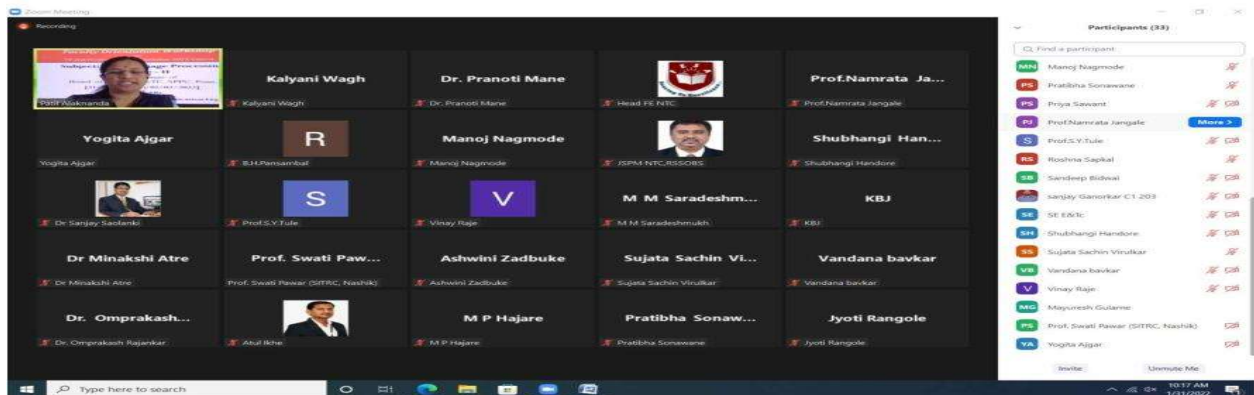 Zoom Meeting
Recording
Patil Alaknanda
Kalyani Wagh
Kalyani Wagh
Dr. Pranoti Mane
Dr. Pranoti Mane
Head FE NTC
Prof.Namrata Ja...
Prof.Namrata Jangale
Yogita Ajgar
Yogita Ajgar
R
B.H.Pansambal
Manoj Nagmode
Manoj Nagmode
JSPM NTC,RSSOBS
Shubhangi Han...
Shubhangi Handore
Dr Sanjay Saolanki
S
Prof.S.Y.Tule
V
Vinay Raje
M M Saradeshm...
M M Saradeshmukh
KBJ
KBJ
Dr Minakshi Atre
Dr Minakshi Atre
Prof. Swati Paw...
Prof. Swati Pawar (SITRC, Nashik)
Ashwini Zadbuke
Ashwini Zadbuke
Sujata Sachin Vi...
Sujata Sachin Virulkar
Vandana bavkar
Vandana bavkar
Dr. Omprakash...
Dr. Omprakash Rajankar
Atul Ikhe
M P Hajare
M P Hajare
Pratibha Sonaw...
Pratibha Sonawane
Jyoti Rangole
Jyoti Rangole
Participants (33)
Find a participant
MN Manoj Nagmode
PS Pratibha Sonawane
PS Priya Sawant
PJ Prof.Namrata Jangale More >
S Prof.S.Y.Tule
RS Roshna Sapkal
SB Sandeep Bidwai
sanjay Ganorkar C1 203
SE SE E&Tc
SH Shubhangi Handore
SS Sujata Sachin Virulkar
VB Vandana bavkar
V Vinay Raje
MG Mayuresh Gulame
PS Prof. Swati Pawar (SITRC, Nashik)
YA Yogita Ajgar
Invite Unmute Me
Type here to search
10:17 AM
1/31/2022